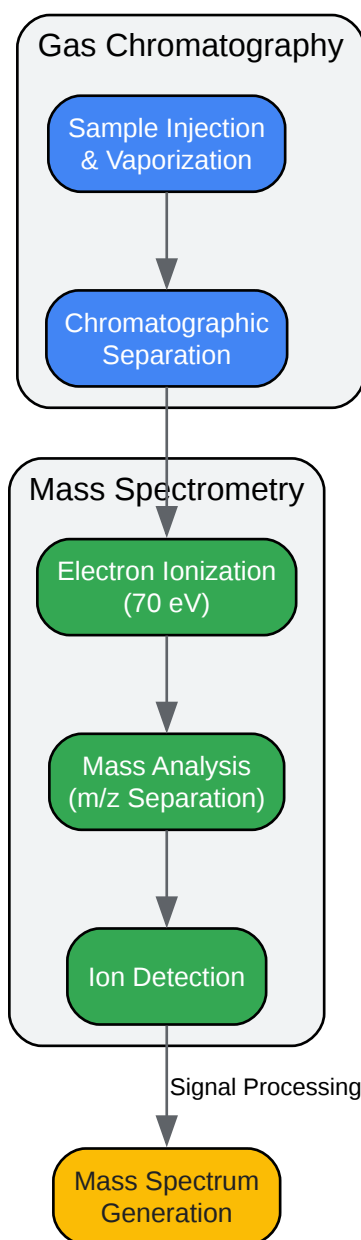 Gas Chromatography
Sample Injection
& Vaporization
Chromatographic
Separation
Mass Spectrometry
Electron Ionization
(70 eV)
Mass Analysis
(m/z Separation)
Ion Detection
Signal Processing
Mass Spectrum
Generation